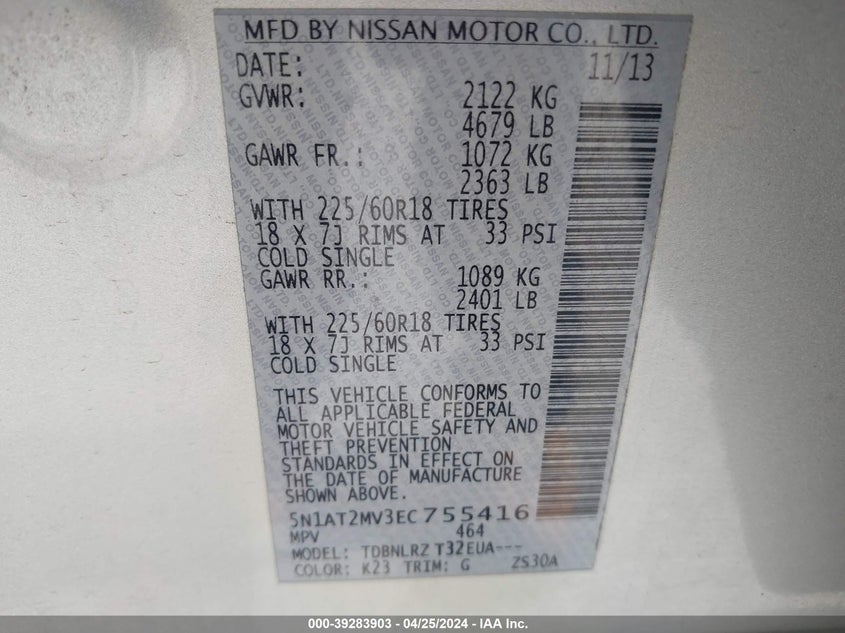 MFD BY NISSAN MOTOR CO., LTD.
DATE: 11/13
GVWR: 2122 KG
4679 LB
GAWR FR.: 1072 KG
2363 LB
WITH 225/60R18 TIRES
18 X 7J RIMS AT 33 PSI
COLD SINGLE
GAWR RR.: 1089 KG
2401 LB
WITH 225/60R18 TIRES
18 X 7J RIMS AT 33 PSI
COLD SINGLE
THIS VEHICLE CONFORMS TO
ALL APPLICABLE FEDERAL
MOTOR VEHICLE SAFETY AND
THEFT PREVENTION
STANDARDS IN EFFECT ON
THE DATE OF MANUFACTURE
SHOWN ABOVE.
5N1AT2MV3EC755416
MPV 464
MODEL: TDBNLRZ T32EUA---
COLOR: K23 TRIM: G ZS30A
000-39283903 - 04/25/2024 - IAA Inc.